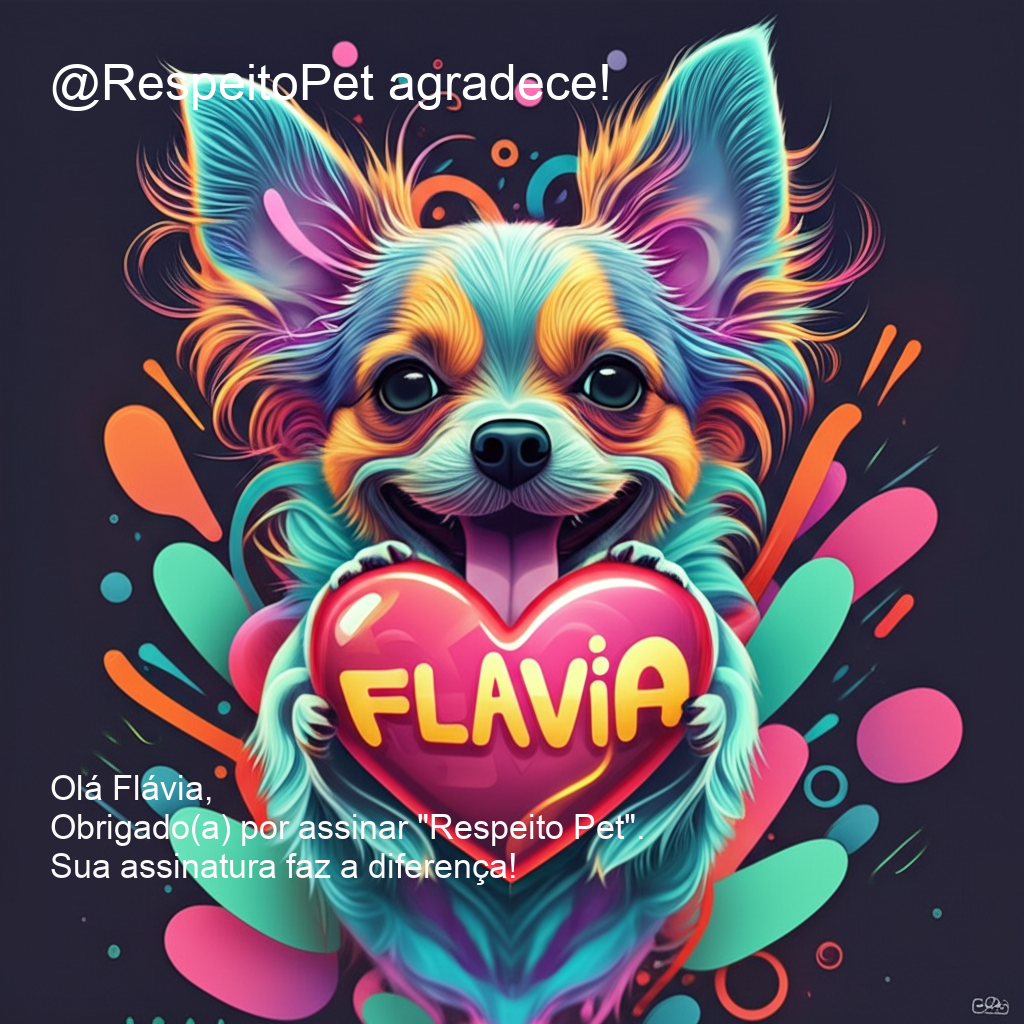 @RespeitoPet agradece!
FLAViA
Olá Flávia,
Obrigado(a) por assinar "Respeito Pet".
Sua assinatura faz a diferença!